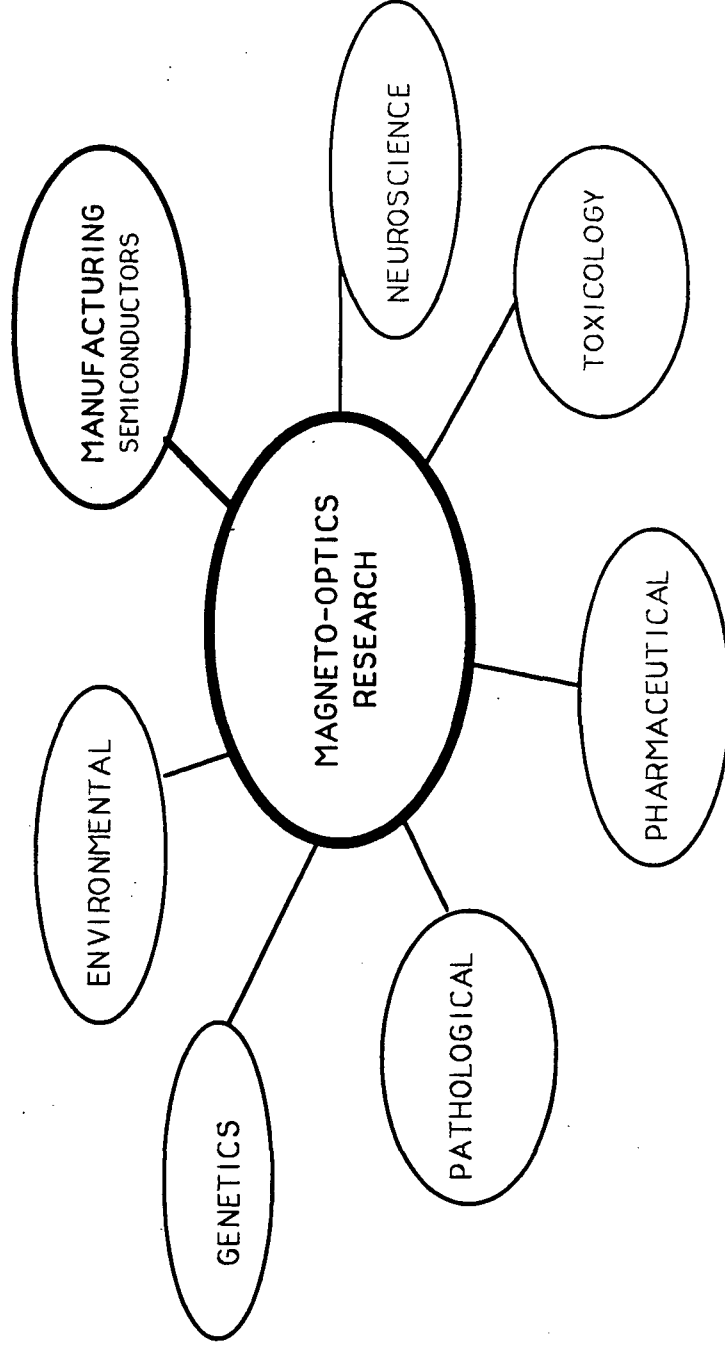 MANUFACTURING
SEMICONDUCTORS
ENVIRONMENTAL
GENETICS
NEUROSCIENCE
MAGNETO-OPTICS
RESEARCH
PATHOLOGICAL
TOXICOLOGY
PHARMACEUTICAL